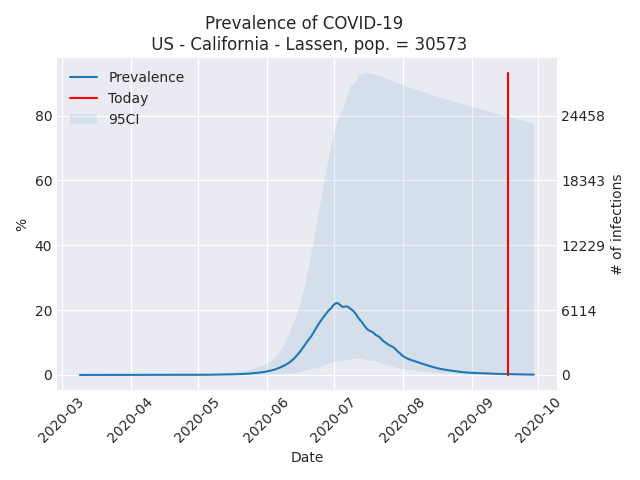 Prevalence of COVID-19
US - California - Lassen, pop. = 30573
Prevalence
Today
95CI
80
60
40
20
0
%
24458
18343
12229
6114
0
# of infections
2020-03
2020-04
2020-05
2020-06
2020-07
2020-08
2020-09
2020-10
Date